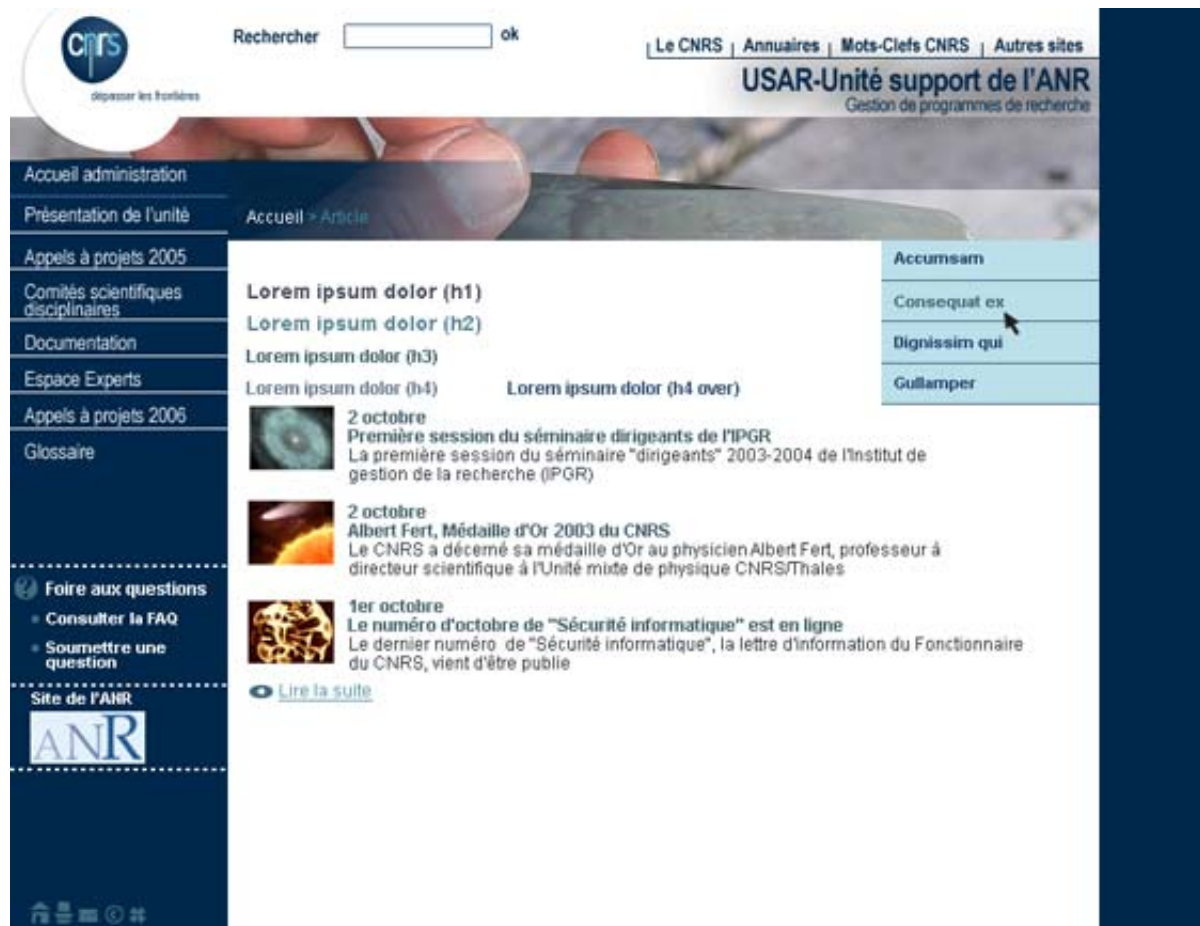 cnrs
dépasser les frontières
Rechercher ok
Le CNRS | Annuaires | Mots-Clefs CNRS | Autres sites
USAR-Unité support de l'ANR
Gestion de programmes de recherche
Accueil administration
Présentation de l'unité
Appels à projets 2005
Comités scientifiques
disciplinaires
Documentation
Espace Experts
Appels à projets 2006
Glossaire
Foire aux questions
Consulter la FAQ
Soumettre une
question
Site de l'ANR
ANR
Accueil > Article
Lorem ipsum dolor (h1)
Lorem ipsum dolor (h2)
Lorem ipsum dolor (h3)
Lorem ipsum dolor (h4) Lorem ipsum dolor (h4 over)
2 octobre
Première session du séminaire dirigeants de l'IPGR
La première session du séminaire "dirigeants" 2003-2004 de l'Institut de
gestion de la recherche (IPGR)
2 octobre
Albert Fert, Médaille d'Or 2003 du CNRS
Le CNRS a décerné sa médaille d'Or au physicien Albert Fert, professeur à
directeur scientifique à l'Unité mixte de physique CNRS/Thales
1er octobre
Le numéro d'octobre de "Sécurité informatique" est en ligne
Le dernier numéro de "Sécurité informatique", la lettre d'information du Fonctionnaire
du CNRS, vient d'être publie
Lire la suite
Accumsam
Consequat ex
Dignissim qui
Gullamper